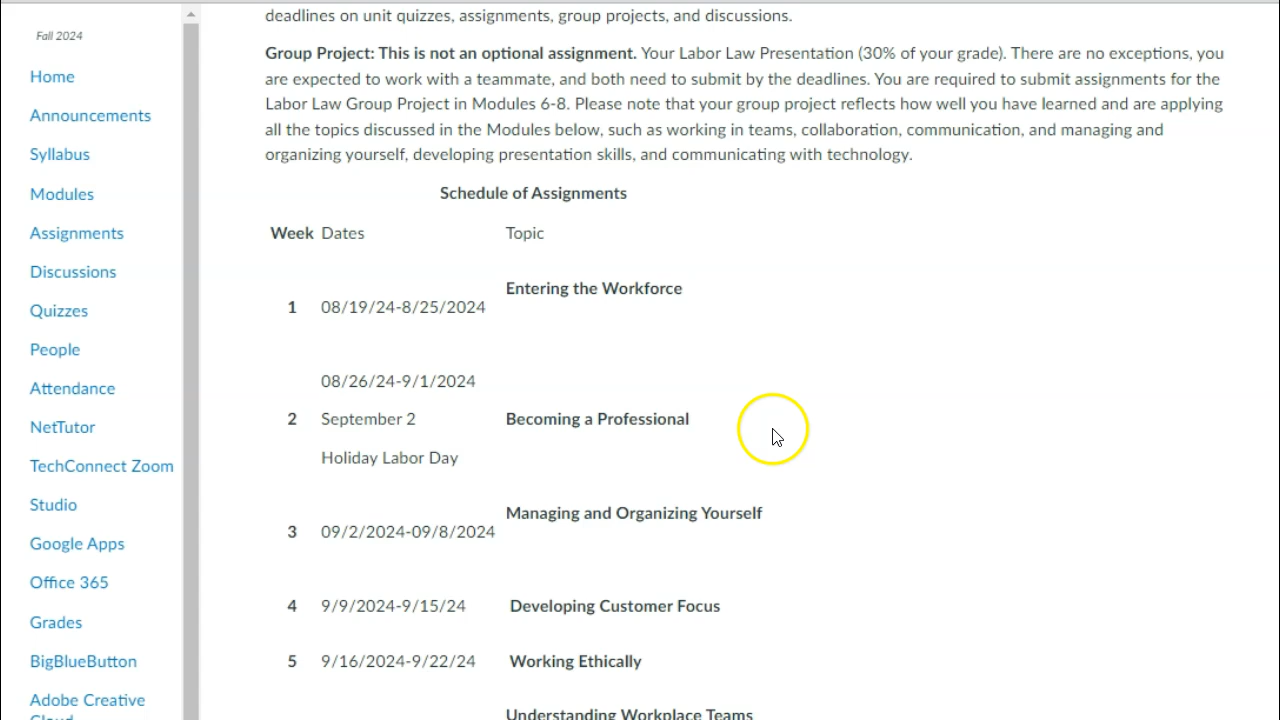 Fall 2024
Home
Announcements
Syllabus
Modules
Assignments
Discussions
Quizzes
People
Attendance
NetTutor
TechConnect Zoom
Studio
Google Apps
Office 365
Grades
BigBlueButton
Adobe Creative
Cloud
deadlines on unit quizzes, assignments, group projects, and discussions.
Group Project: This is not an optional assignment. Your Labor Law Presentation (30% of your grade). There are no exceptions, you
are expected to work with a teammate, and both need to submit by the deadlines. You are required to submit assignments for the
Labor Law Group Project in Modules 6-8. Please note that your group project reflects how well you have learned and are applying
all the topics discussed in the Modules below, such as working in teams, collaboration, communication, and managing and
organizing yourself, developing presentation skills, and communicating with technology.
Schedule of Assignments
Week Dates Topic
Entering the Workforce
1 08/19/24-8/25/2024
08/26/24-9/1/2024
2 September 2 Becoming a Professional
Holiday Labor Day
Managing and Organizing Yourself
3 09/2/2024-09/8/2024
4 9/9/2024-9/15/24 Developing Customer Focus
5 9/16/2024-9/22/24 Working Ethically
Understanding Workplace Teams